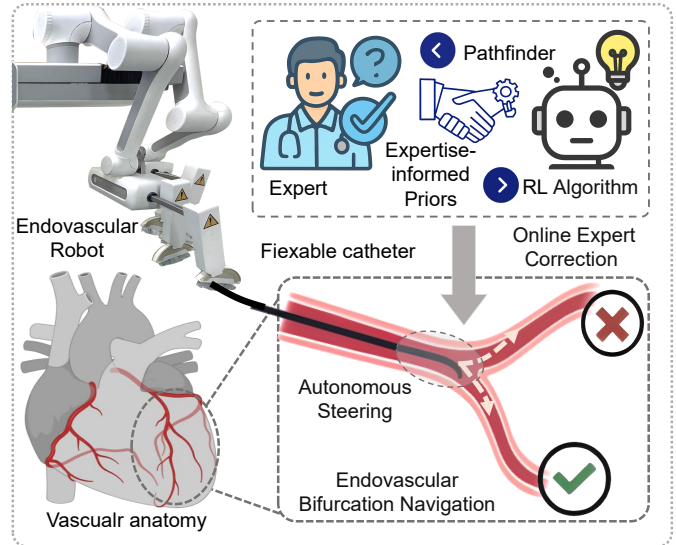 Pathfinder
Expertise-
informed
Priors
Expert
RL Algorithm
Endovascular
Robot
Fiexable catheter
Online Expert
Correction
Autonomous
Steering
Endovascular
Bifurcation Navigation
Vascualr anatomy